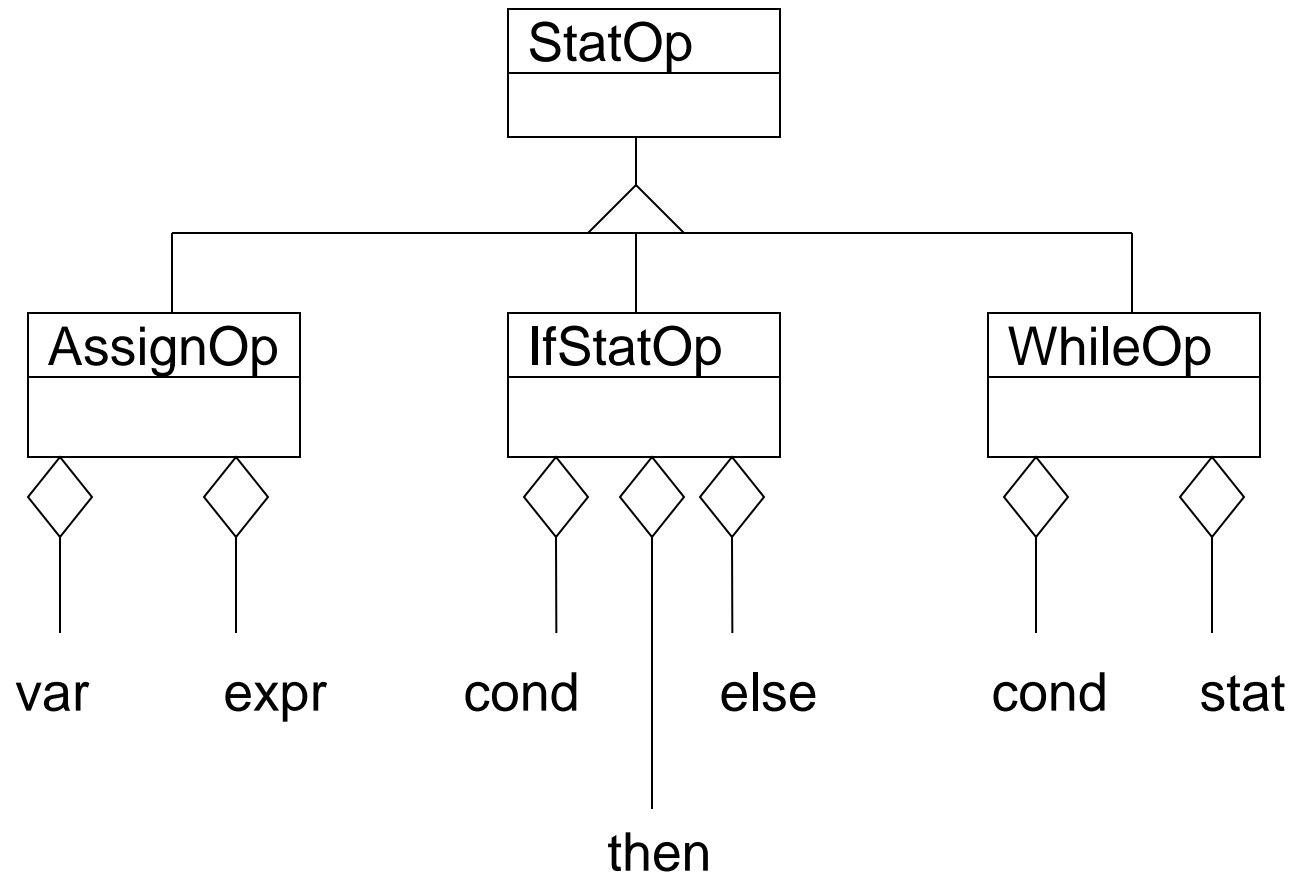 StatOp
AssignOp
IfStatOp
WhileOp
var
expr
cond
else
cond
stat
then